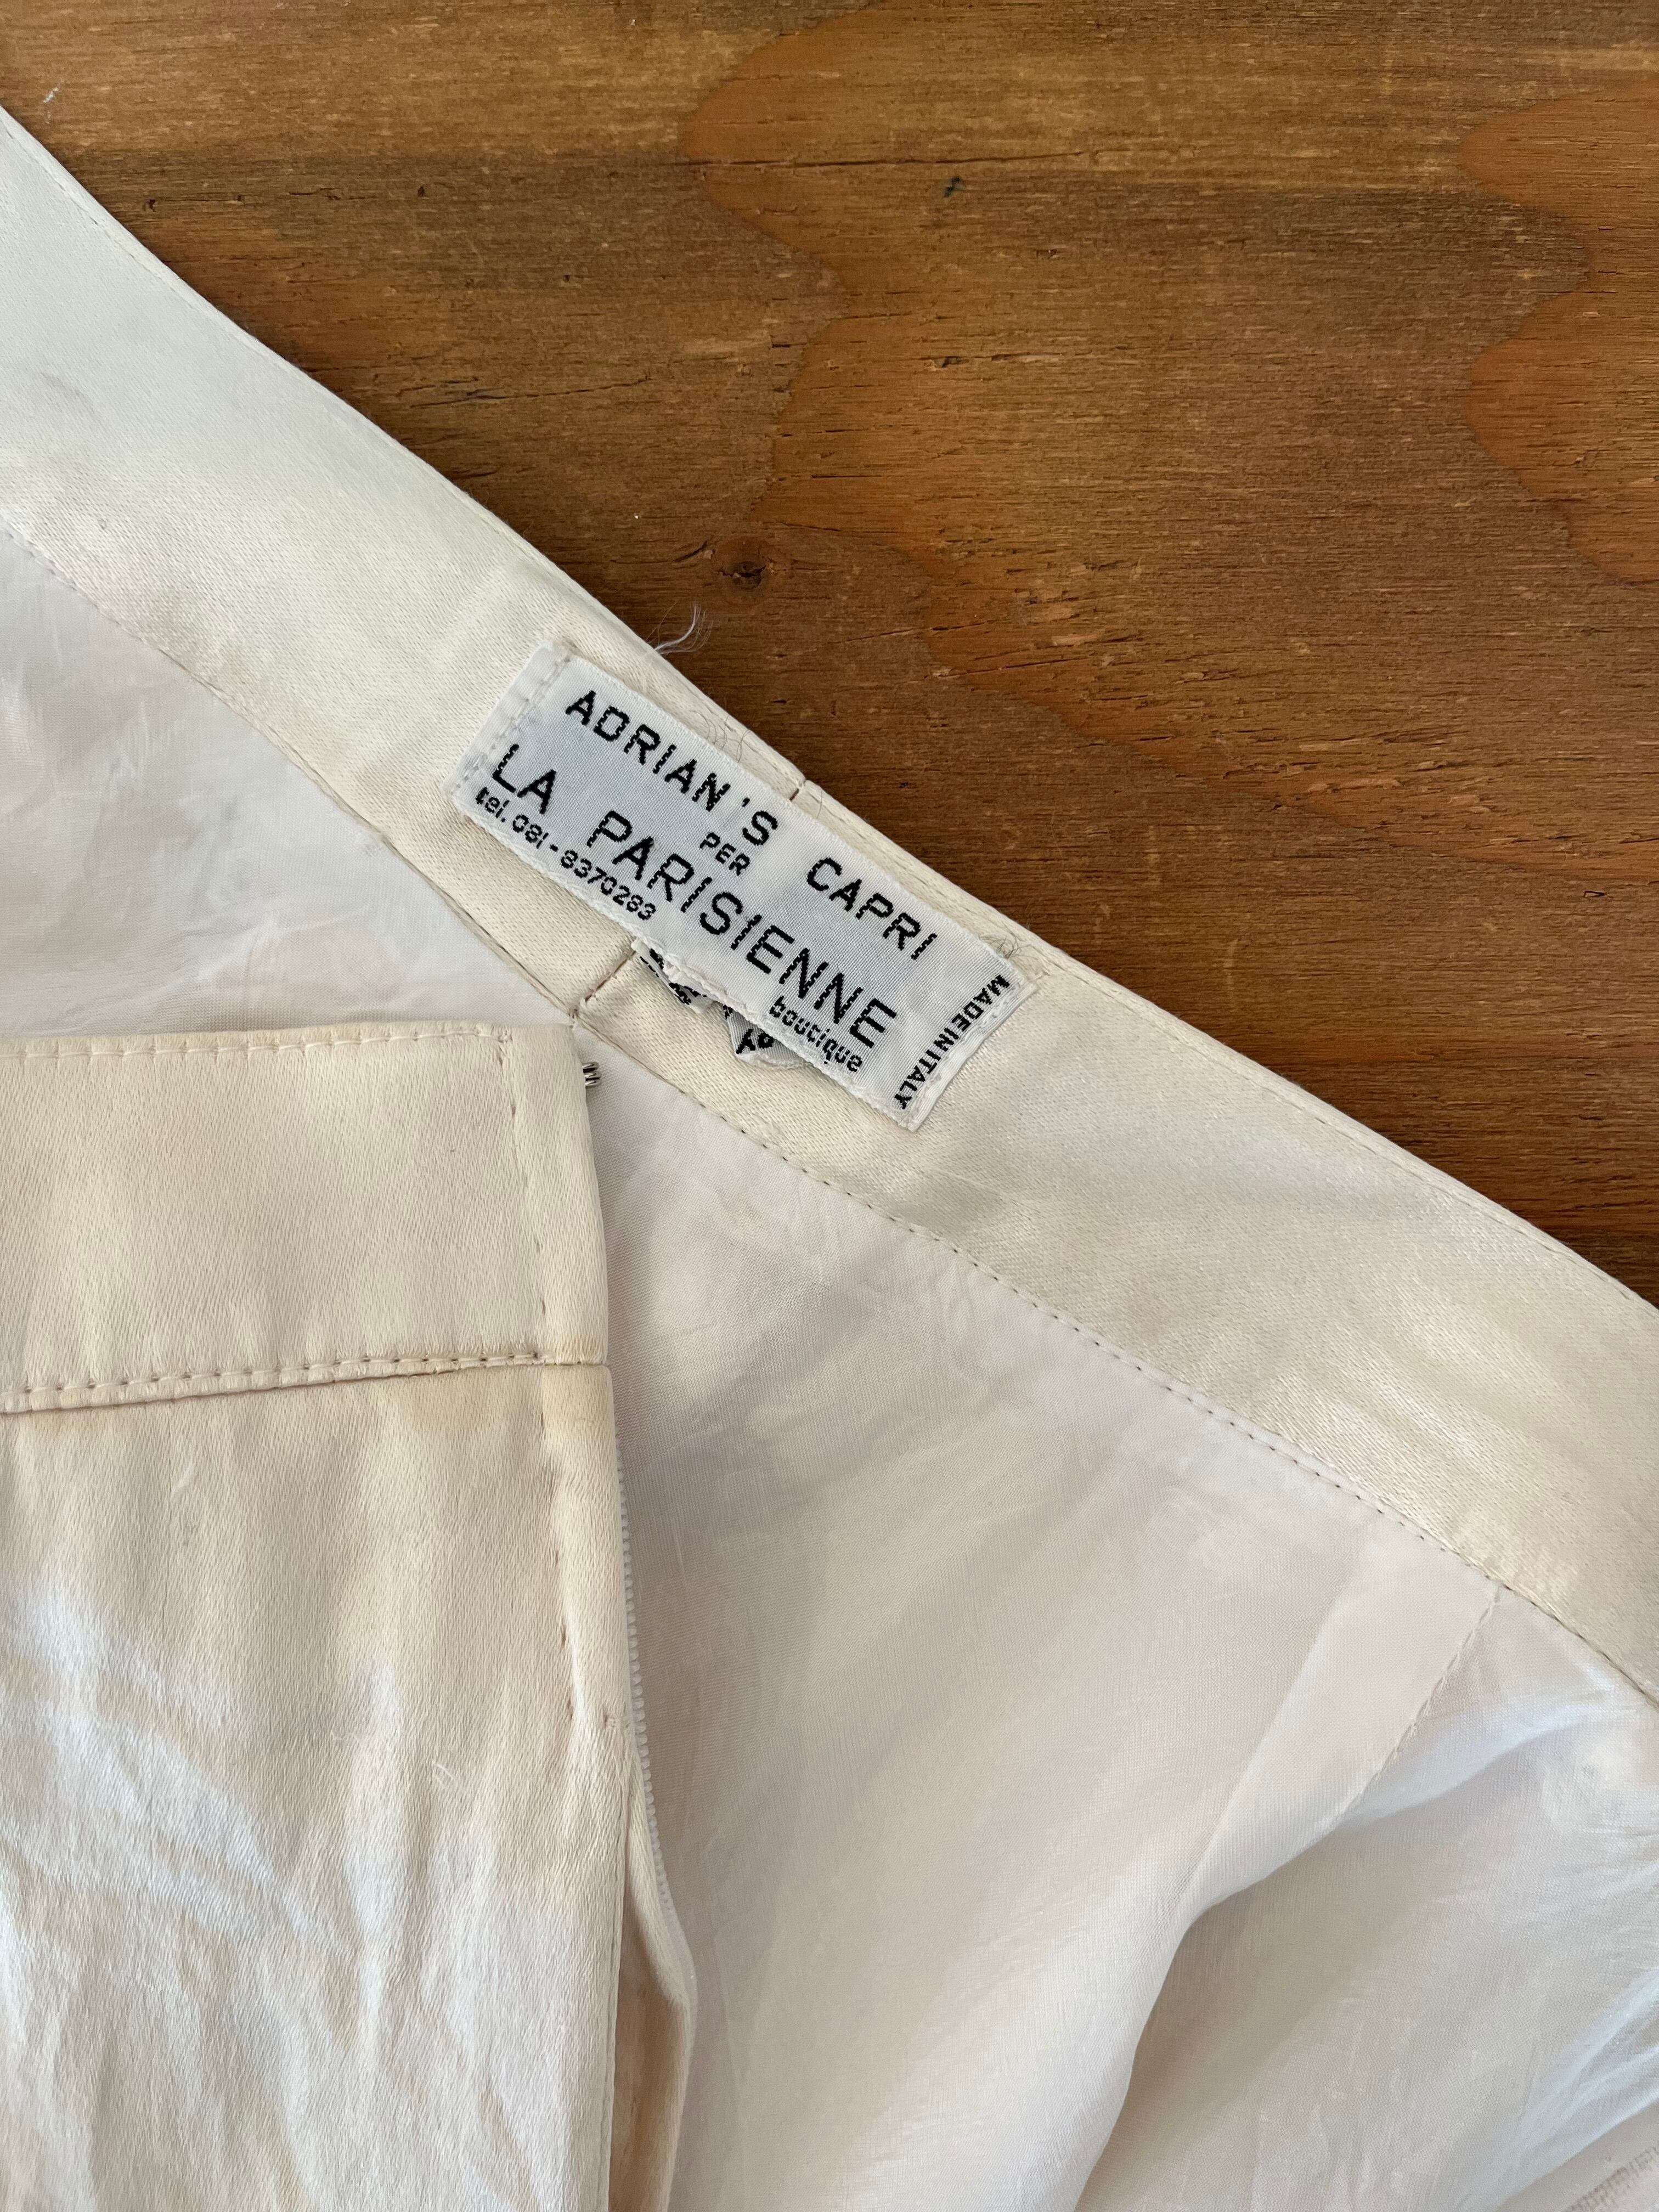 ADRIAN'S CAPRI
PER
LA PARISIENNE
tel. 081-8370283 boutique
MADE IN ITALY